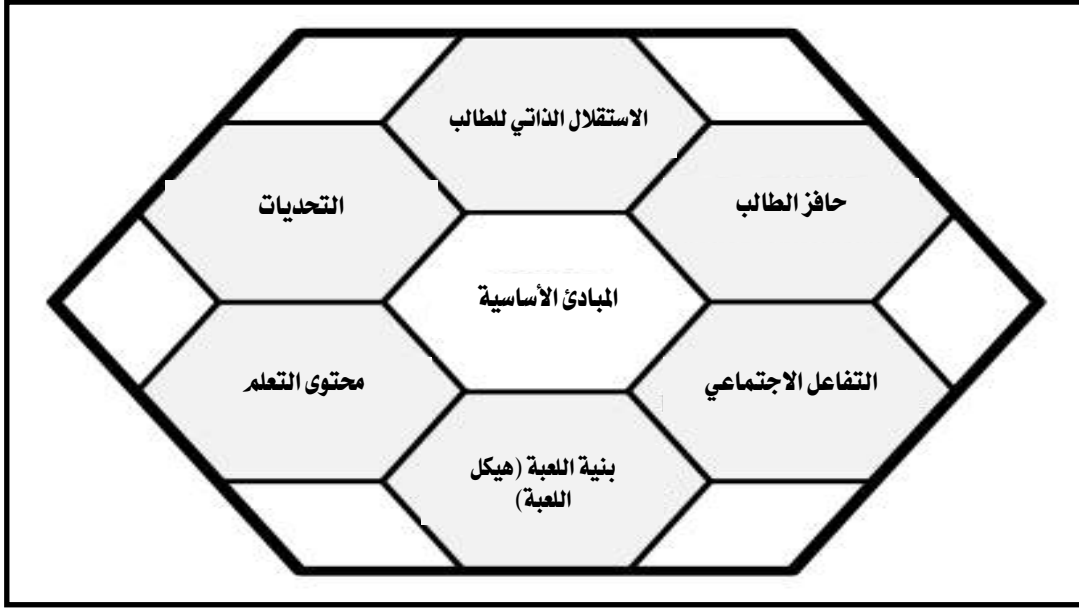 الاستقلال الذاتي للطالب
حافز الطالب
التحديات
المبادئ الأساسية
التفاعل الاجتماعي
محتوى التعلم
بنية اللعبة (هيكل
اللعبة)